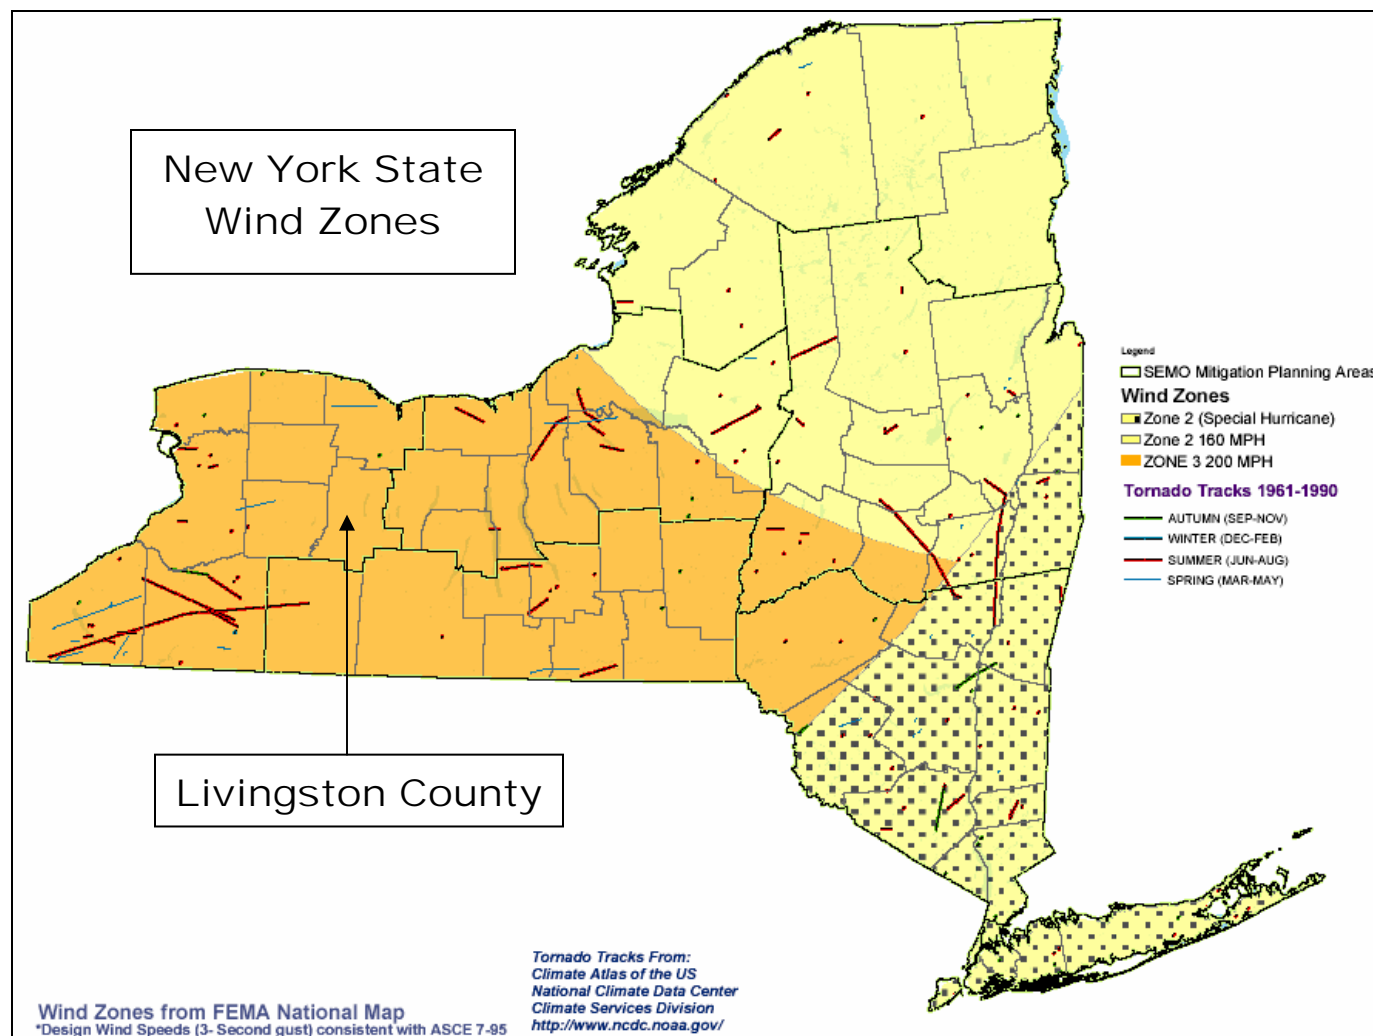 New York State
Wind Zones
Legend
SEMO Mitigation Planning Areas
Wind Zones
Zone 2 (Special Hurricane)
Zone 2 160 MPH
ZONE 3 200 MPH
Tornado Tracks 1961-1990
AUTUMN (SEP-NOV)
WINTER (DEC-FEB)
SUMMER (JUN-AUG)
SPRING (MAR-MAY)
Livingston County
Tornado Tracks From:
Climate Atlas of the US
National Climate Data Center
Climate Services Division
http://www.ncdc.noaa.gov/
Wind Zones from FEMA National Map
*Design Wind Speeds (3- Second gust) consistent with ASCE 7-95